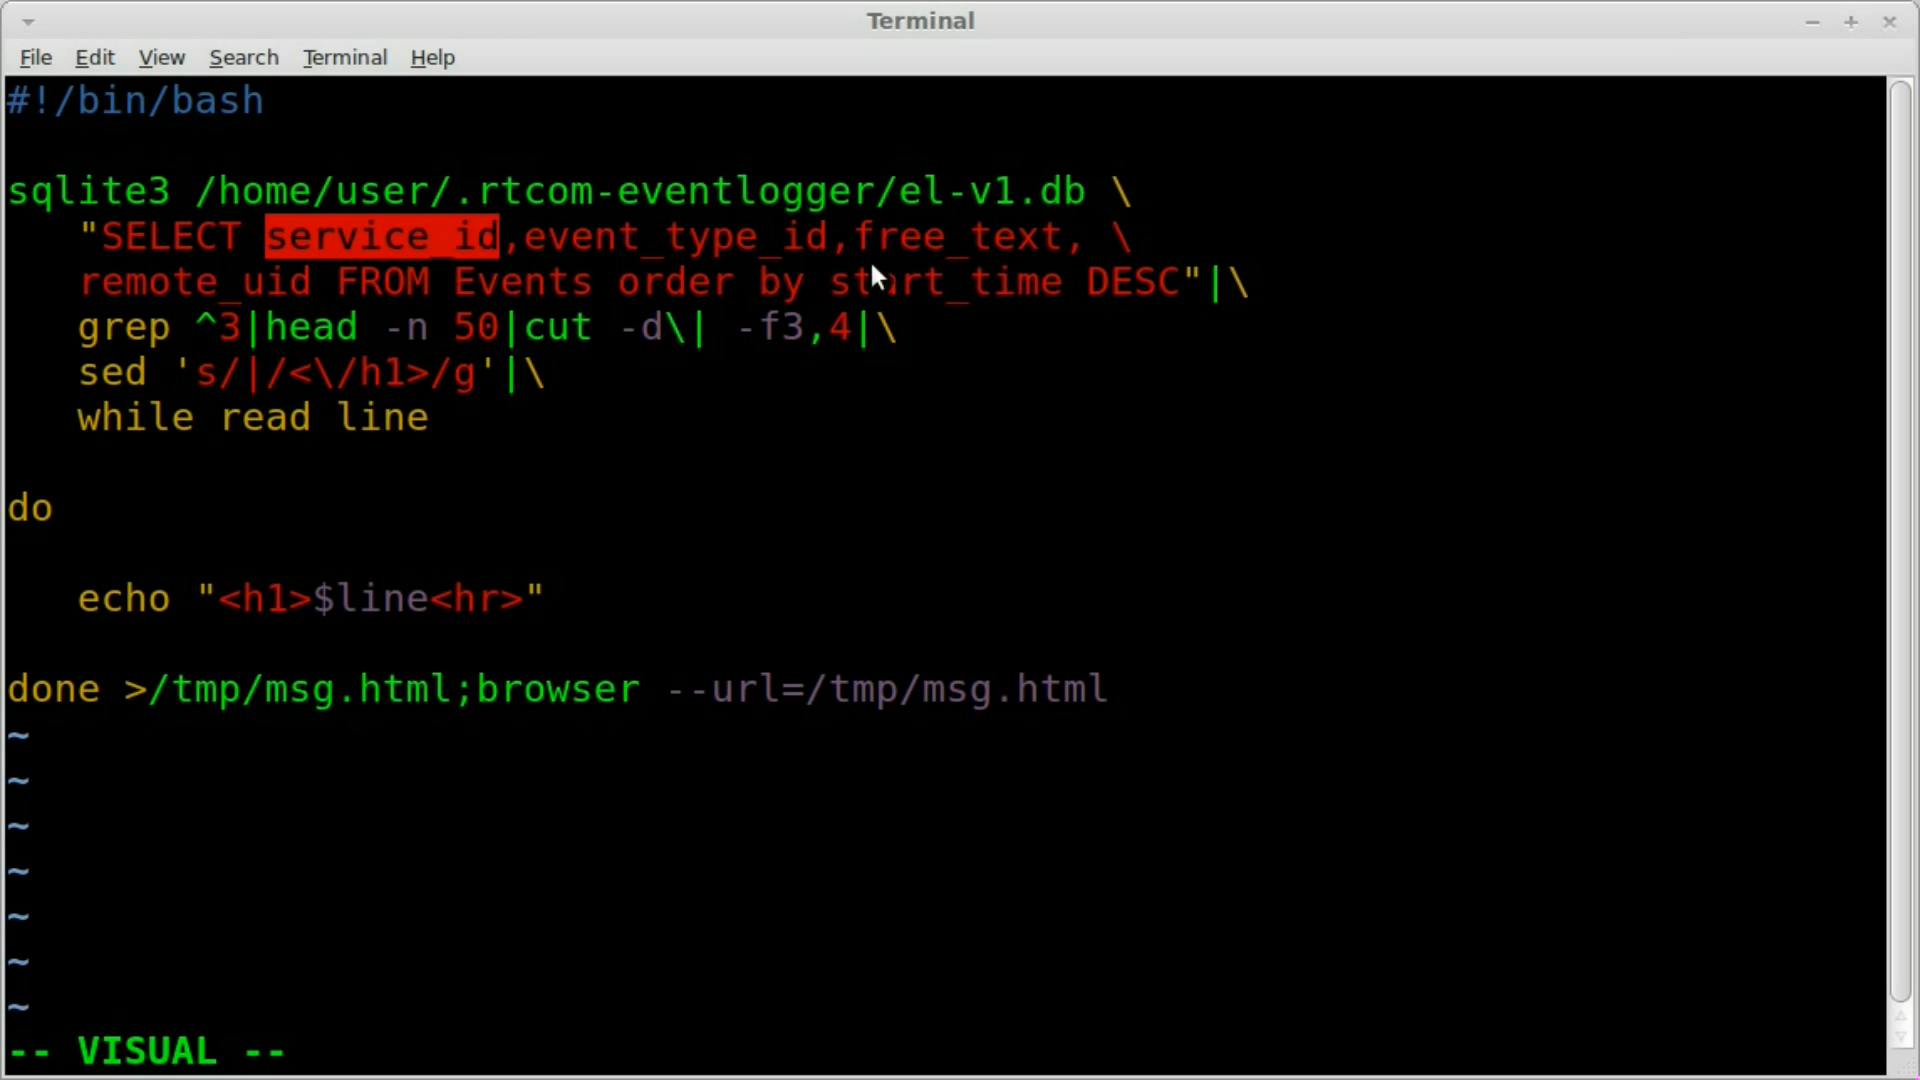 Terminal
File Edit View Search Terminal Help
#!/bin/bash
sqlite3 /home/user/.rtcom-eventlogger/el-v1.db \
"SELECT service_id,event_type_id,free_text, \
remote_uid FROM Events order by start_time DESC"|\
grep ^3|head -n 50|cut -d\| -f3,4|\
sed 's/|/<\/h1>/g'|\
while read line
do
echo "<h1>$line<hr>"
done >/tmp/msg.html;browser --url=/tmp/msg.html
~
~
~
~
~
~
~
-- VISUAL --